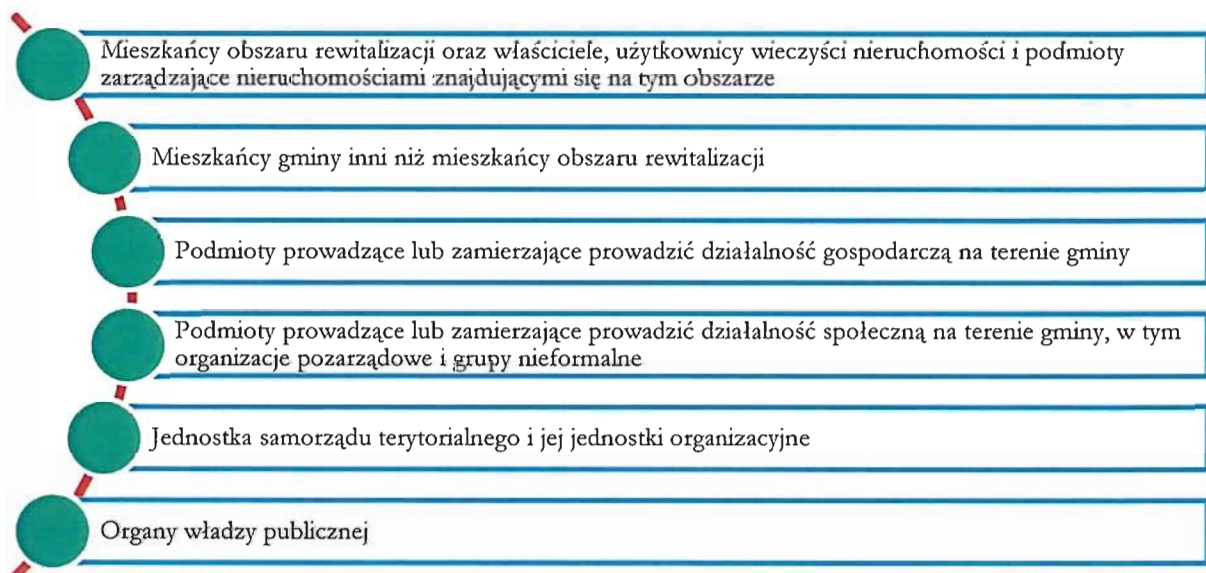 Mieszkańcy obszaru rewitalizacji oraz właściciele, użytkownicy wieczyści nieruchomości i podmioty
zarządzające nieruchomościami znajdującymi się na tym obszarze
Mieszkańcy gminy inni niż mieszkańcy obszaru rewitalizacji
Podmioty prowadzące lub zamierzające prowadzić działalność gospodarczą na terenie gminy
Podmioty prowadzące lub zamierzające prowadzić działalność społeczną na terenie gminy, w tym
organizacje pozarządowe i grupy nieformalne
Jednostka samorządu terytorialnego i jej jednostki organizacyjne
Organy władzy publicznej